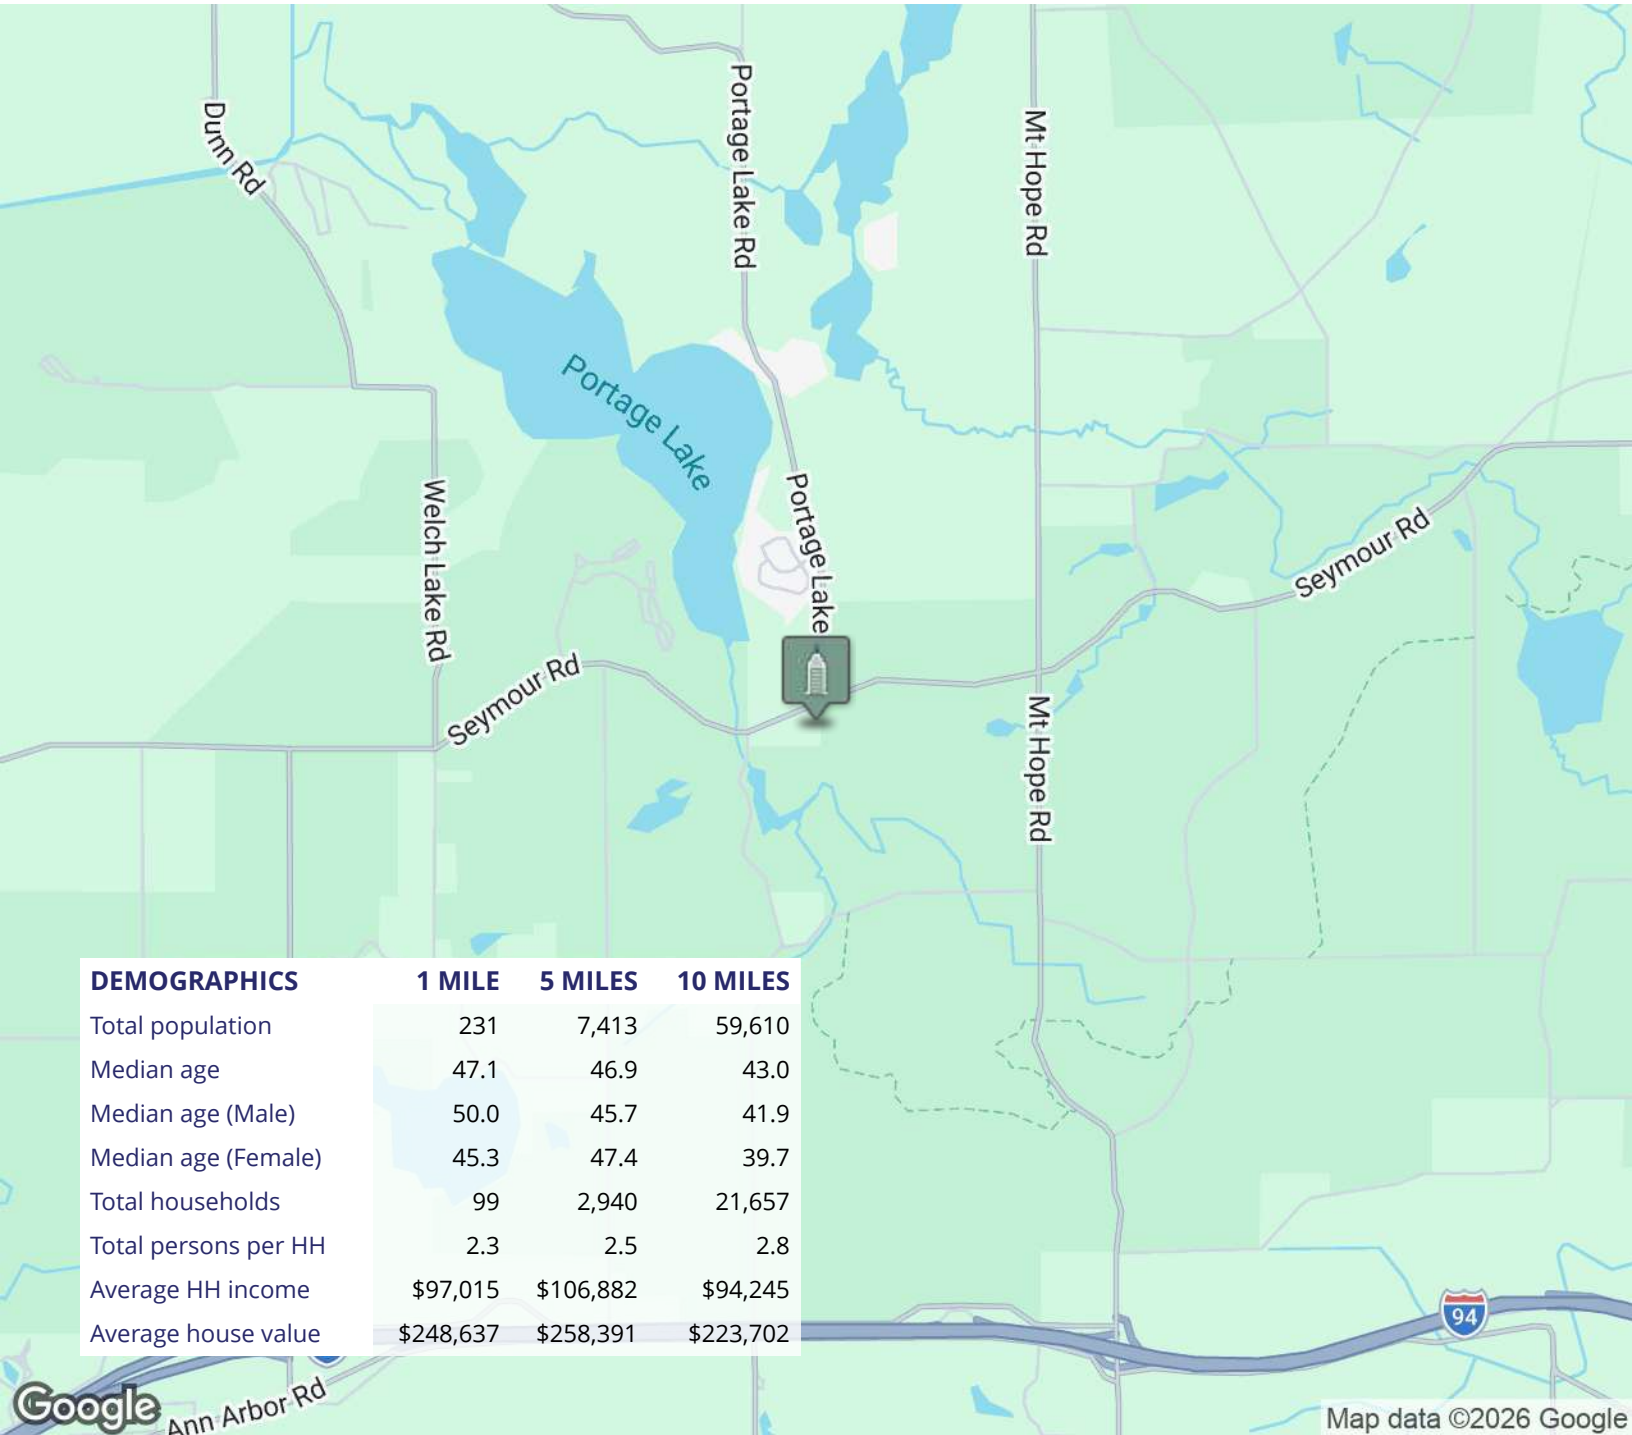 Dunn Rd
Portage Lake Rd
Mt Hope Rd
Portage Lake
Portage Lake
Welch Lake Rd
Seymour Rd
Seymour Rd
Mt Hope Rd
DEMOGRAPHICS 1 MILE 5 MILES 10 MILES
Total population 231 7,413 59,610
Median age 47.1 46.9 43.0
Median age (Male) 50.0 45.7 41.9
Median age (Female) 45.3 47.4 39.7
Total households 99 2,940 21,657
Total persons per HH 2.3 2.5 2.8
Average HH income $97,015 $106,882 $94,245
Average house value $248,637 $258,391 $223,702
94
Ann Arbor Rd
Google
Map data ©2026 Google